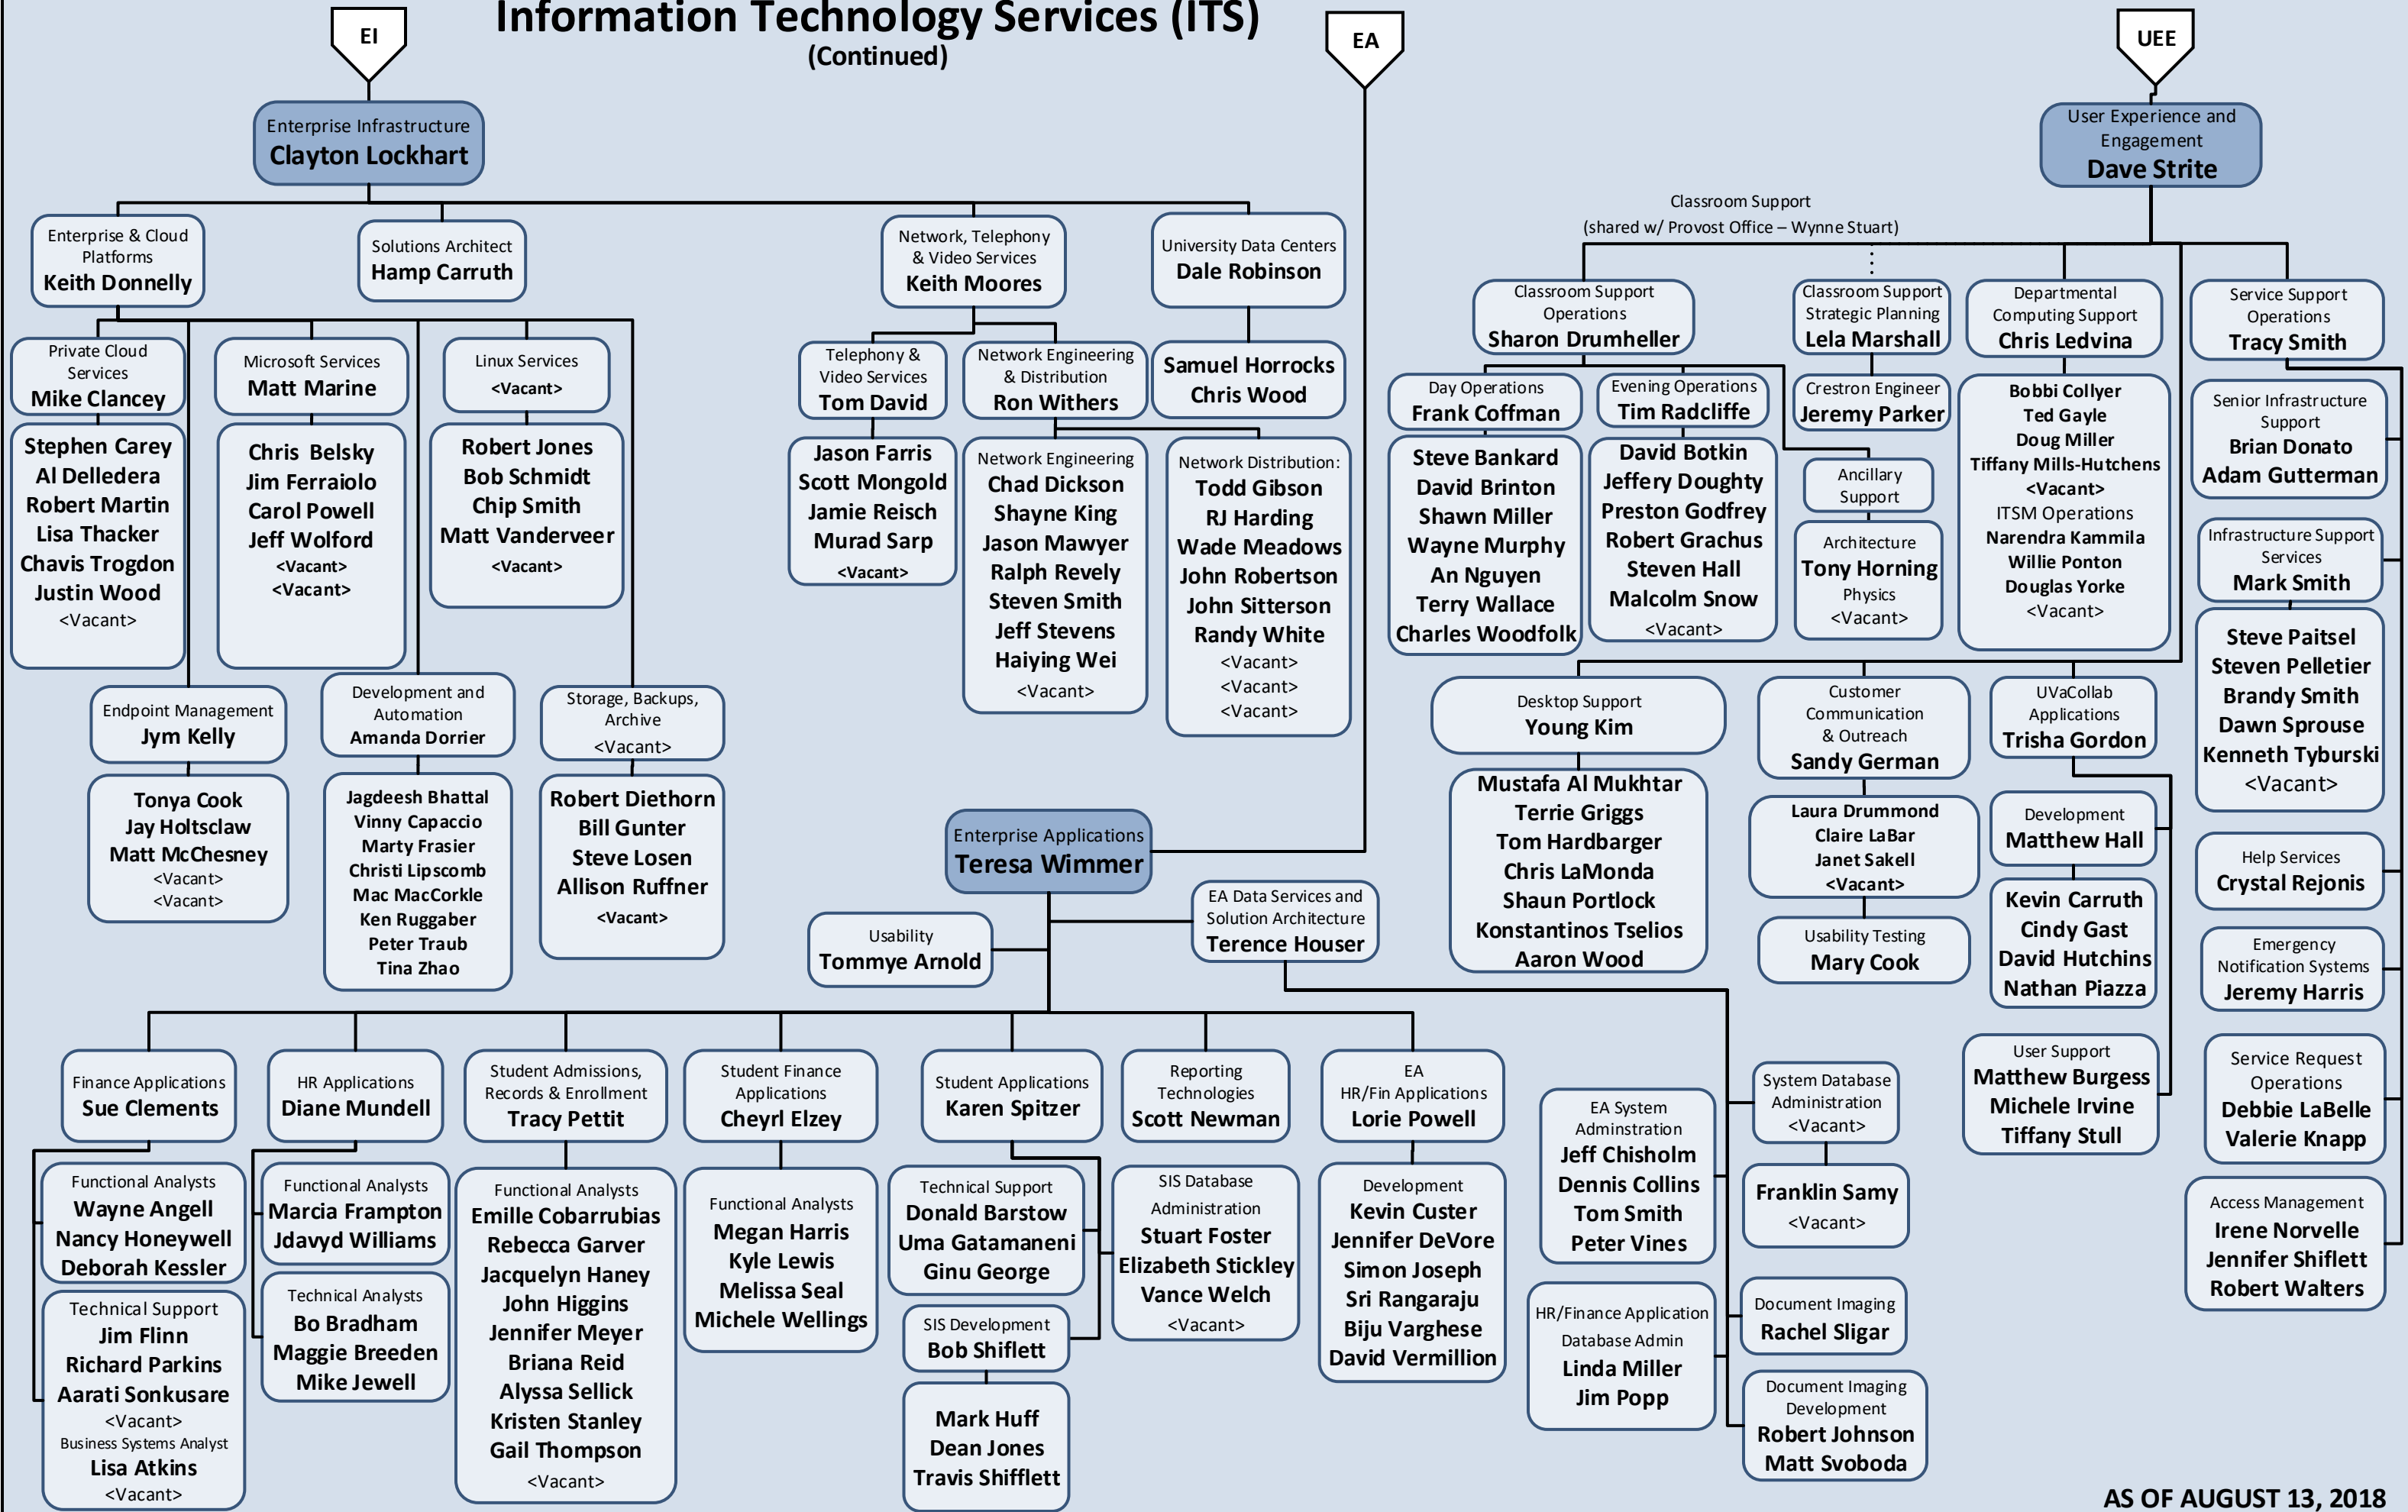 Information Technology Services (ITS)
(Continued)
EI
EA
UEE
Enterprise Infrastructure
Clayton Lockhart
Enterprise & Cloud
Platforms
Keith Donnelly
Solutions Architect
Hamp Carruth
Network, Telephony
& Video Services
Keith Moores
University Data Centers
Dale Robinson
Private Cloud
Services
Mike Clancey
Microsoft Services
Matt Marine
Linux Services
<Vacant>
Telephony &
Video Services
Tom David
Network Engineering
& Distribution
Ron Withers
Samuel Horrocks
Chris Wood
Stephen Carey
Al Delledera
Robert Martin
Lisa Thacker
Chavis Trogdon
Justin Wood
<Vacant>
Chris Belsky
Jim Ferraiolo
Carol Powell
Jeff Wolford
<Vacant>
<Vacant>
Robert Jones
Bob Schmidt
Chip Smith
Matt Vanderveer
<Vacant>
Jason Farris
Scott Mongold
Jamie Reisch
Murad Sarp
<Vacant>
Network Engineering
Chad Dickson
Shayne King
Jason Mawyer
Ralph Revely
Steven Smith
Jeff Stevens
Haiying Wei
<Vacant>
Network Distribution:
Todd Gibson
RJ Harding
Wade Meadows
John Robertson
John Sitterson
Randy White
<Vacant>
<Vacant>
<Vacant>
Endpoint Management
Jym Kelly
Development and
Automation
Amanda Dorrier
Storage, Backups,
Archive
<Vacant>
Tonya Cook
Jay Holtsclaw
Matt McChesney
<Vacant>
<Vacant>
Jagdeesh Bhattal
Vinny Capaccio
Marty Frasier
Christi Lipscomb
Mac MacCorkle
Ken Ruggaber
Peter Traub
Tina Zhao
Robert Diethorn
Bill Gunter
Steve Losen
Allison Ruffner
<Vacant>
User Experience and
Engagement
Dave Strite
Classroom Support
(shared w/ Provost Office – Wynne Stuart)
Classroom Support
Operations
Sharon Drumheller
Classroom Support
Strategic Planning
Lela Marshall
Departmental
Computing Support
Chris Ledvina
Service Support
Operations
Tracy Smith
Day Operations
Frank Coffman
Evening Operations
Tim Radcliffe
Crestron Engineer
Jeremy Parker
Steve Bankard
David Brinton
Shawn Miller
Wayne Murphy
An Nguyen
Terry Wallace
Charles Woodfolk
David Botkin
Jeffery Doughty
Preston Godfrey
Robert Grachus
Steven Hall
Malcolm Snow
<Vacant>
Ancillary
Support
Architecture
Tony Horning
Physics
<Vacant>
Bobbi Collyer
Ted Gayle
Doug Miller
Tiffany Mills-Hutchens
<Vacant>
ITSM Operations
Narendra Kammila
Willie Ponton
Douglas Yorke
<Vacant>
Senior Infrastructure
Support
Brian Donato
Adam Gutterman
Infrastructure Support
Services
Mark Smith
Steve Paitsel
Steven Pelletier
Brandy Smith
Dawn Sprouse
Kenneth Tyburski
<Vacant>
Help Services
Crystal Rejonis
Emergency
Notification Systems
Jeremy Harris
Service Request
Operations
Debbie LaBelle
Valerie Knapp
Access Management
Irene Norvelle
Jennifer Shiflett
Robert Walters
Desktop Support
Young Kim
Customer
Communication
& Outreach
Sandy German
UVaCollab
Applications
Trisha Gordon
Mustafa Al Mukhtar
Terrie Griggs
Tom Hardbarger
Chris LaMonda
Shaun Portlock
Konstantinos Tselios
Aaron Wood
Laura Drummond
Claire LaBar
Janet Sakell
<Vacant>
Usability Testing
Mary Cook
Development
Matthew Hall
Kevin Carruth
Cindy Gast
David Hutchins
Nathan Piazza
User Support
Matthew Burgess
Michele Irvine
Tiffany Stull
Enterprise Applications
Teresa Wimmer
Usability
Tommye Arnold
EA Data Services and
Solution Architecture
Terence Houser
Finance Applications
Sue Clements
HR Applications
Diane Mundell
Student Admissions,
Records & Enrollment
Tracy Pettit
Student Finance
Applications
Cheyrl Elzey
Student Applications
Karen Spitzer
Reporting
Technologies
Scott Newman
EA
HR/Fin Applications
Lorie Powell
Functional Analysts
Wayne Angell
Nancy Honeywell
Deborah Kessler
Technical Support
Jim Flinn
Richard Parkins
Aarati Sonkusare
<Vacant>
Business Systems Analyst
Lisa Atkins
<Vacant>
Functional Analysts
Marcia Frampton
Jdavyd Williams
Technical Analysts
Bo Bradham
Maggie Breeden
Mike Jewell
Functional Analysts
Emille Cobarrubias
Rebecca Garver
Jacquelyn Haney
John Higgins
Jennifer Meyer
Briana Reid
Alyssa Sellick
Kristen Stanley
Gail Thompson
<Vacant>
Functional Analysts
Megan Harris
Kyle Lewis
Melissa Seal
Michele Wellings
Technical Support
Donald Barstow
Uma Gatamaneni
Ginu George
SIS Development
Bob Shiflett
Mark Huff
Dean Jones
Travis Shifflett
SIS Database
Administration
Stuart Foster
Elizabeth Stickley
Vance Welch
<Vacant>
Development
Kevin Custer
Jennifer DeVore
Simon Joseph
Sri Rangaraju
Biju Varghese
David Vermillion
EA System
Adminstration
Jeff Chisholm
Dennis Collins
Tom Smith
Peter Vines
HR/Finance Application
Database Admin
Linda Miller
Jim Popp
System Database
Administration
<Vacant>
Franklin Samy
<Vacant>
Document Imaging
Rachel Sligar
Document Imaging
Development
Robert Johnson
Matt Svoboda
AS OF AUGUST 13, 2018